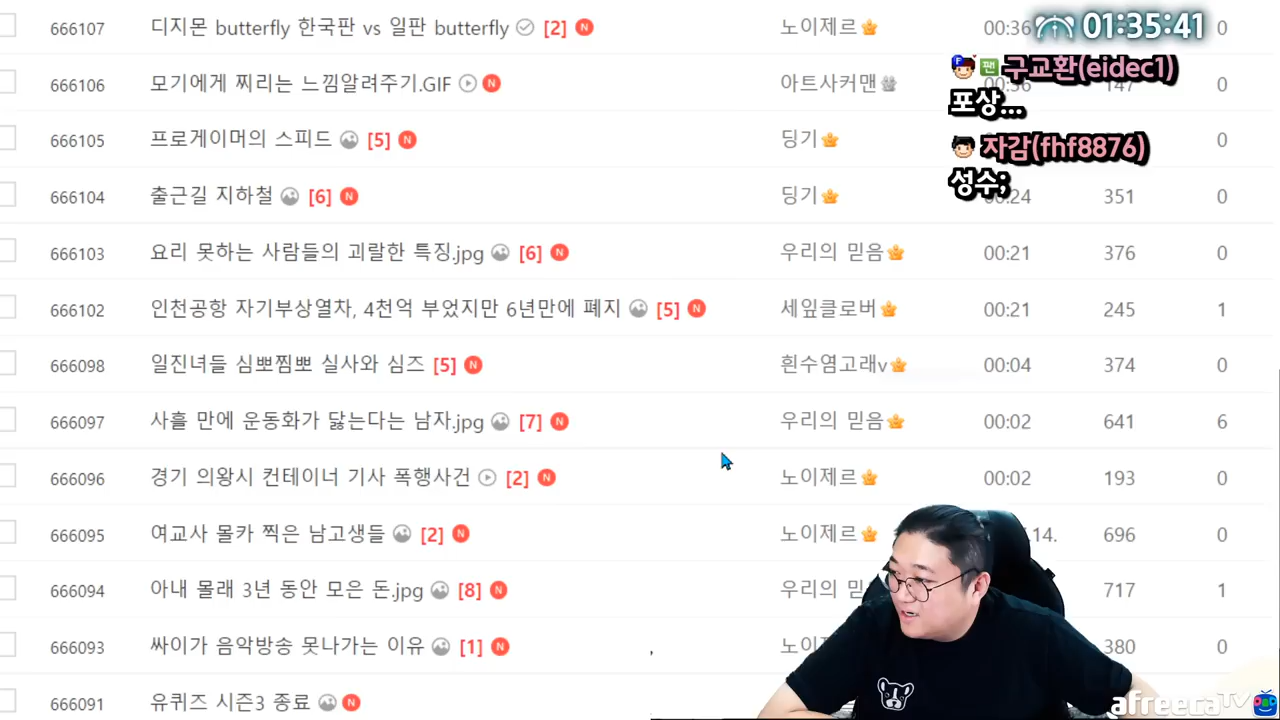 666107 디지몬 butterfly 한국판 vs 일판 butterfly [2] N 노이제르 00:36 0
01:35:41
666106 모기에게 찌리는 느낌알려주기.GIF N 아트사커맨 00:36 147 0
F 팬 구교환(eidec1)
포상...
666105 프로게이머의 스피드 [5] N 딩기 0
자감(fhf8876)
성수;
666104 출근길 지하철 [6] N 딩기 00:24 351 0
666103 요리 못하는 사람들의 괴랄한 특징.jpg [6] N 우리의 믿음 00:21 376 0
666102 인천공항 자기부상열차, 4천억 부었지만 6년만에 폐지 [5] N 세잎클로버 00:21 245 1
666098 일진녀들 심뽀찜뽀 실사와 심즈 [5] N 흰수염고래v 00:04 374 0
666097 사흘 만에 운동화가 닳는다는 남자.jpg [7] N 우리의 믿음 00:02 641 6
666096 경기 의왕시 컨테이너 기사 폭행사건 [2] N 노이제르 00:02 193 0
666095 여교사 몰카 찍은 남고생들 [2] N 노이제르 14. 696 0
666094 아내 몰래 3년 동안 모은 돈.jpg [8] N 우리의 717 1
666093 싸이가 음악방송 못나가는 이유 [1] N 380 0
666091 유퀴즈 시즌3 종료 N
afreecaTV